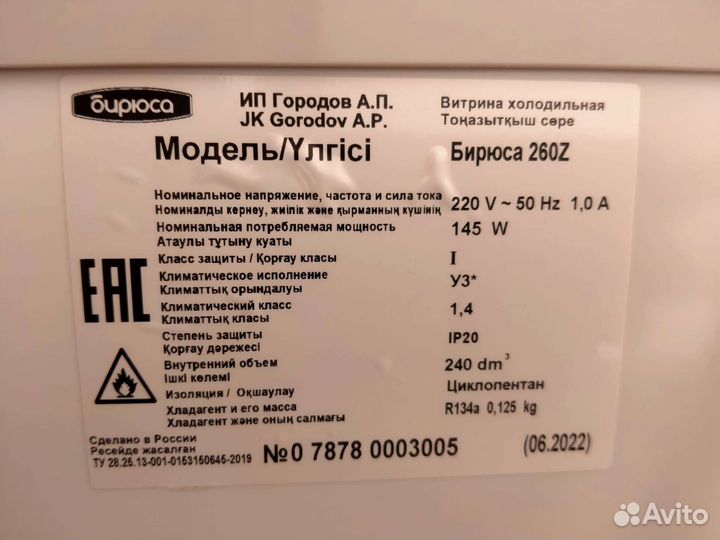 бирюса
ИП Городов А.П.
JK Gorodov A.P.
Витрина холодильная
Тоңазытқыш сөре
Модель/Үлгісі Бирюса 260Z
Номинальное напряжение, частота и сила тока
Номиналды кернеу, жиілік және қырманның күшінің
220 V ~ 50 Hz 1,0 A
Номинальная потребляемая мощность
Атаулы тұтыну куаты
145 W
Класс защиты / Қорғау класы I
Климатическое исполнение
Климаттық орындалуы
У3*
Климатический класс
Климаттық класы
1,4
Степень защиты
Қорғау дәрежесі
IP20
Внутренний объем
Ішкі көлемі
240 dm³
Изоляция / Оқшаулау Циклопентан
Хладагент и его масса
Хладагент және оның салмағы
R134a 0,125 kg
EAC
Сделано в России
Ресейде жасалған
ТУ 28.25.13-001-0153150645-2019
№0 7878 0003005 (06.2022)
Avito